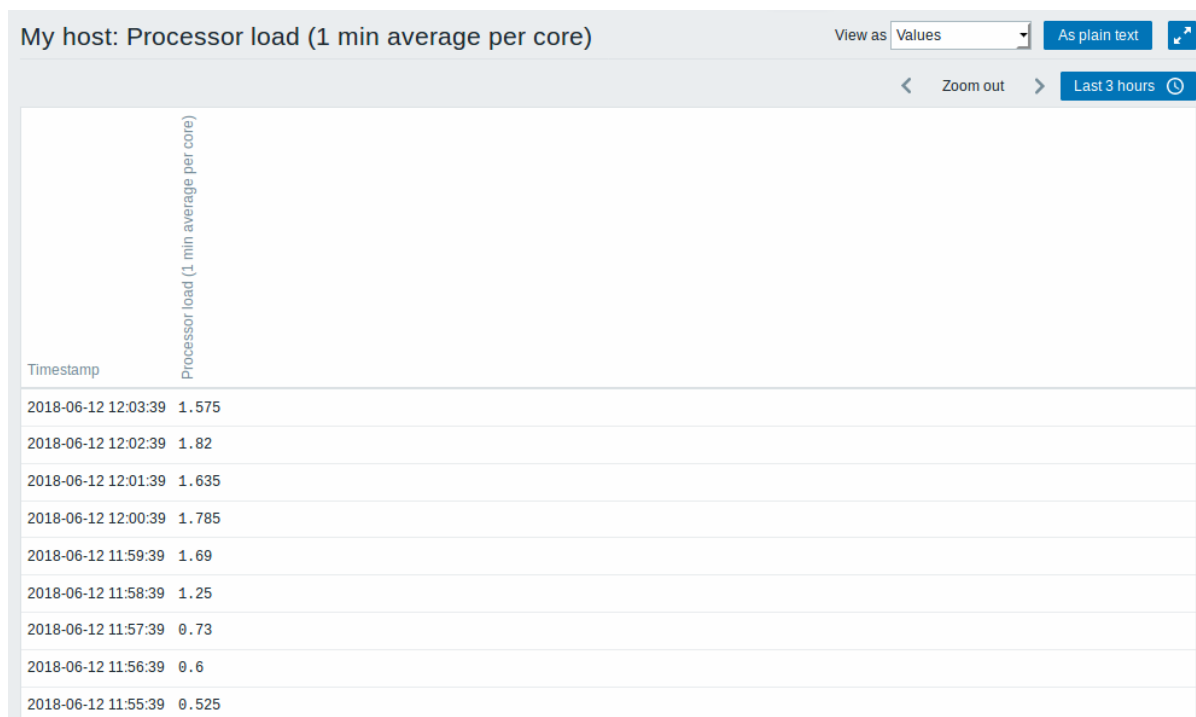 My host: Processor load (1 min average per core) View as Values As plain text
Zoom out Last 3 hours
Processor load (1 min average per core)
Timestamp
2018-06-12 12:03:39 1.575
2018-06-12 12:02:39 1.82
2018-06-12 12:01:39 1.635
2018-06-12 12:00:39 1.785
2018-06-12 11:59:39 1.69
2018-06-12 11:58:39 1.25
2018-06-12 11:57:39 0.73
2018-06-12 11:56:39 0.6
2018-06-12 11:55:39 0.525